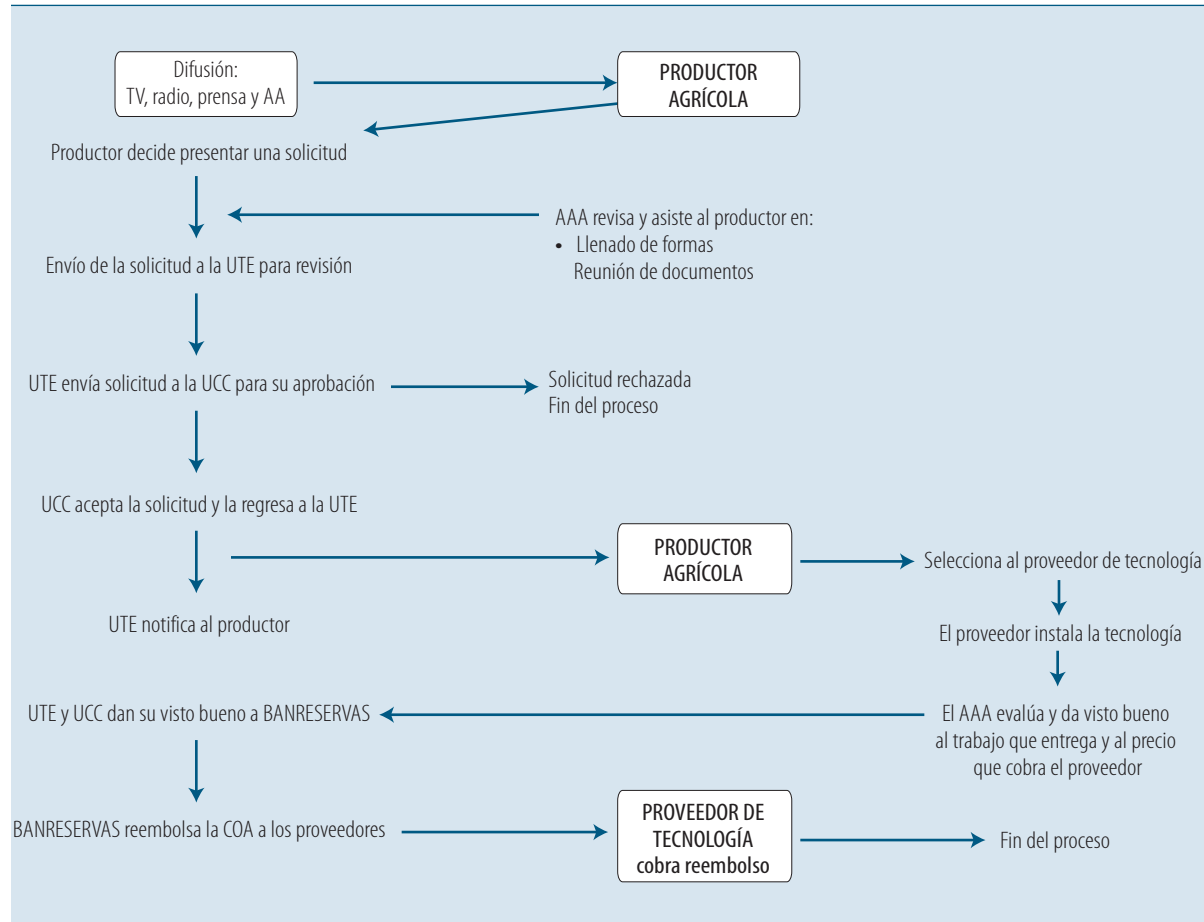 Difusión:
TV, radio, prensa y AA
PRODUCTOR
AGRÍCOLA
Productor decide presentar una solicitud
AAA revisa y asiste al productor en:
• Llenado de formas
Reunión de documentos
Envío de la solicitud a la UTE para revisión
UTE envía solicitud a la UCC para su aprobación
Solicitud rechazada
Fin del proceso
UCC acepta la solicitud y la regresa a la UTE
PRODUCTOR
AGRÍCOLA
Selecciona al proveedor de tecnología
UTE notifica al productor
El proveedor instala la tecnología
El AAA evalúa y da visto bueno
al trabajo que entrega y al precio
que cobra el proveedor
UTE y UCC dan su visto bueno a BANRESERVAS
BANRESERVAS reembolsa la COA a los proveedores
PROVEEDOR DE
TECNOLOGÍA
cobra reembolso
Fin del proceso